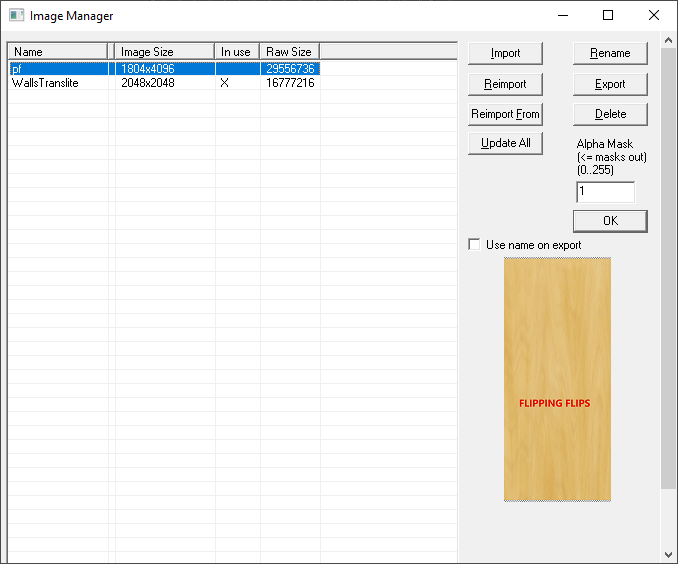 Image Manager
Name Image Size In use Raw Size
pf 1804x4096 29556736
WallsTranslite 2048x2048 X 16777216
Import Rename
Reimport Export
Reimport From Delete
Update All
Alpha Mask
(<= masks out)
(0..255)
1
OK
Use name on export
FLIPPING FLIPS